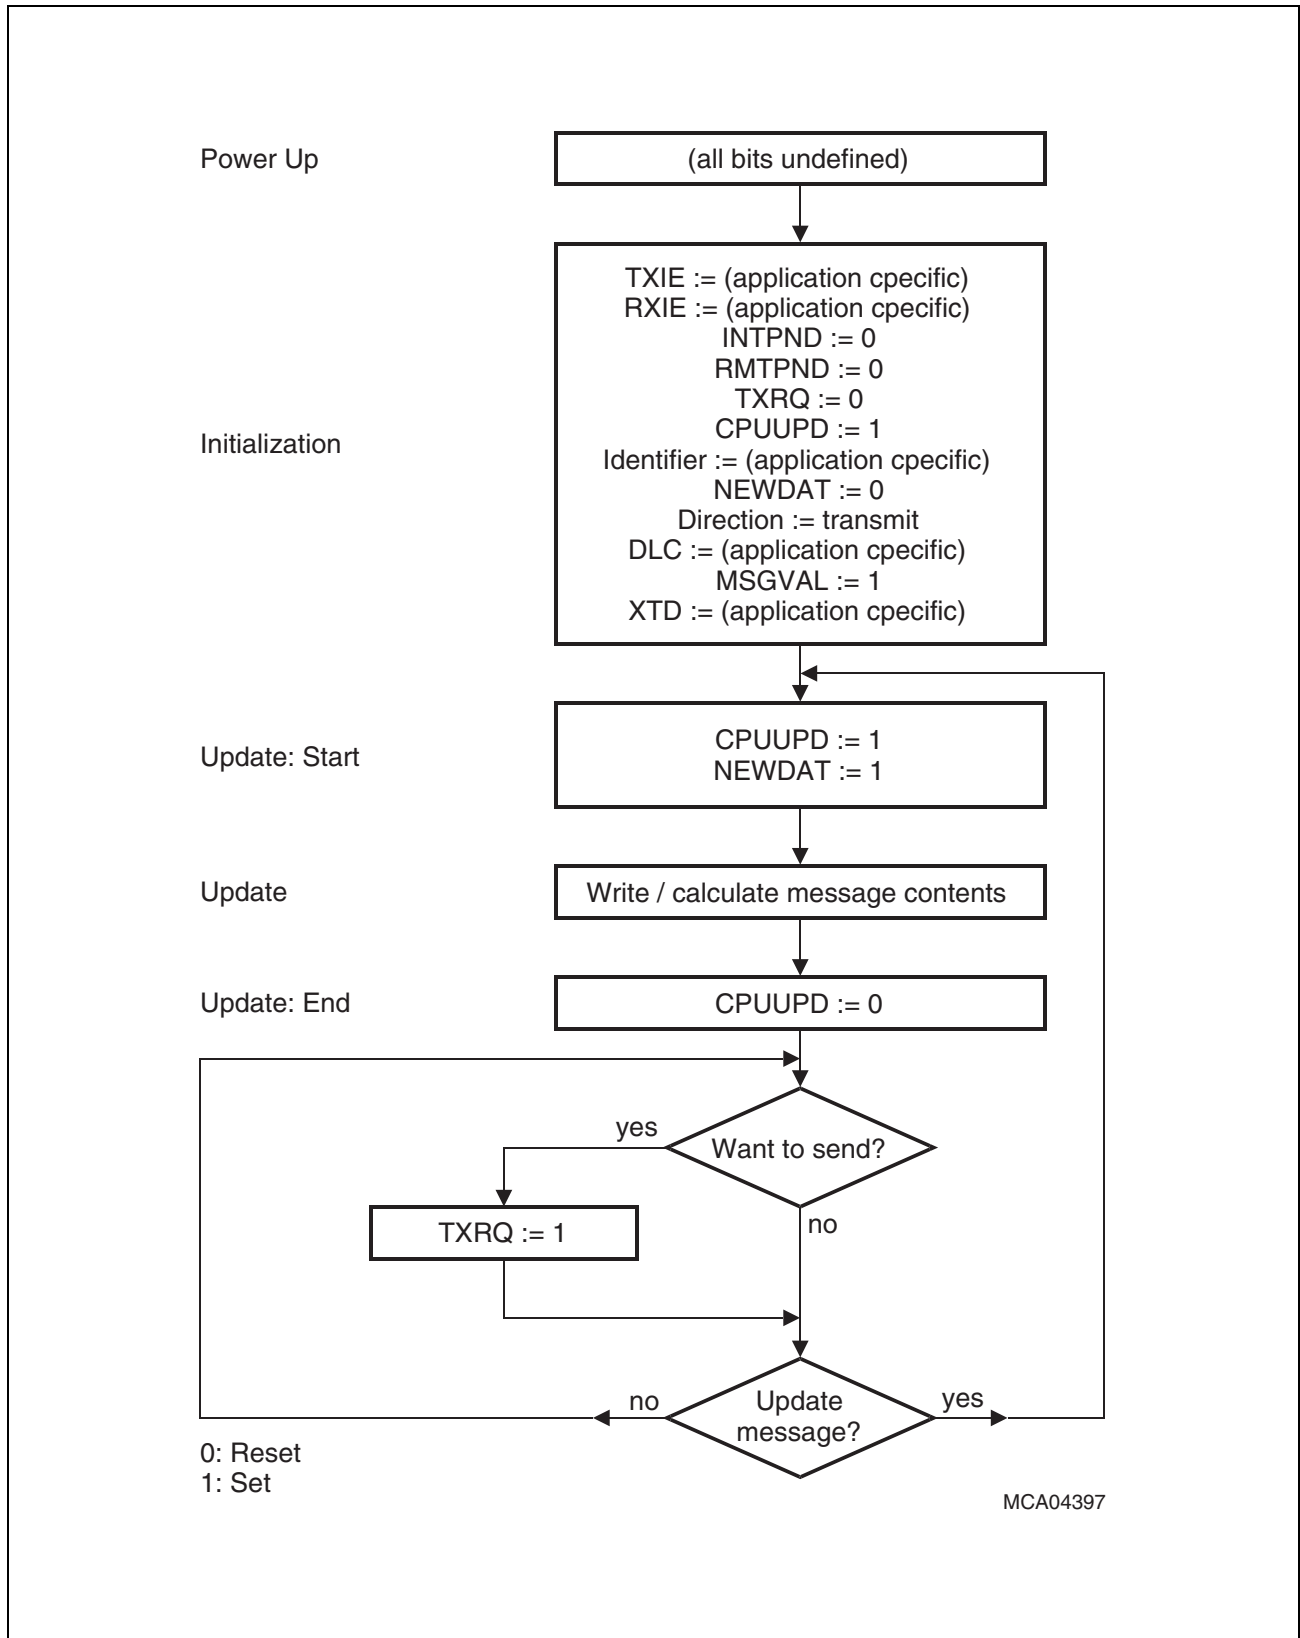 Power Up
(all bits undefined)
TXIE := (application cpecific)
RXIE := (application cpecific)
INTPND := 0
RMTPND := 0
TXRQ := 0
CPUUPD := 1
Initialization
Identifier := (application cpecific)
NEWDAT := 0
Direction := transmit
DLC := (application cpecific)
MSGVAL := 1
XTD := (application cpecific)
Update: Start
CPUUPD := 1
NEWDAT := 1
Update
Write / calculate message contents
Update: End
CPUUPD := 0
yes
Want to send?
TXRQ := 1
no
no
Update
message?
yes
0: Reset
1: Set
MCA04397